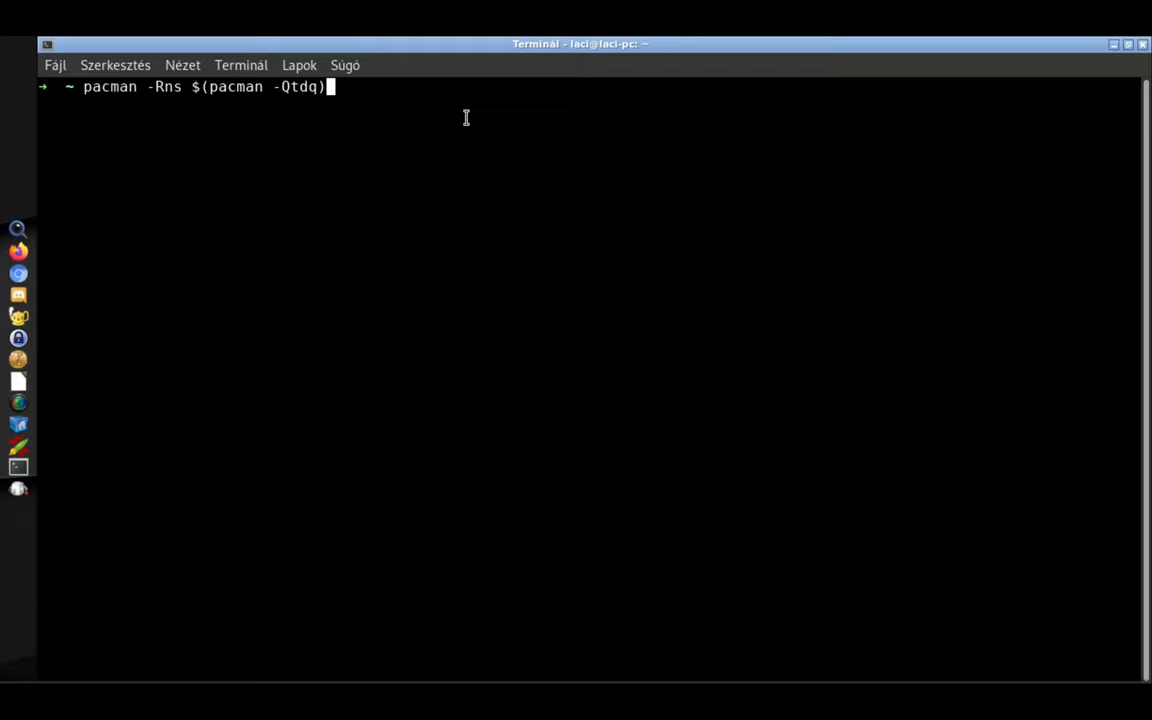 Terminál - laci@laci-pc: ~
Fájl Szerkesztés Nézet Terminál Lapok Súgó
➜ ~ pacman -Rns $(pacman -Qtdq)